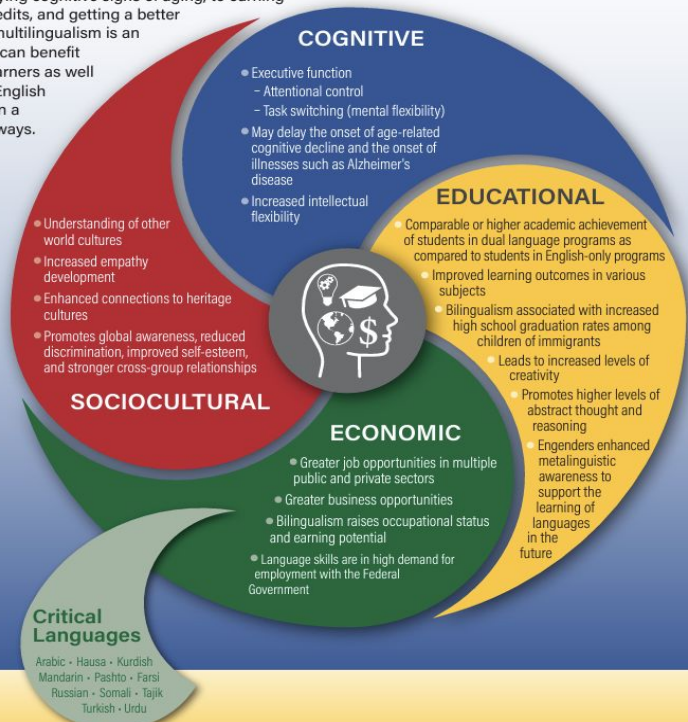 edits, and getting a better
multilingualism is an
can benefit
arners as well
English
n a
ways.
COGNITIVE
Executive function
– Attentional control
– Task switching (mental flexibility)
May delay the onset of age-related
cognitive decline and the onset of
illnesses such as Alzheimer's
disease
Increased intellectual
flexibility
EDUCATIONAL
Comparable or higher academic achievement
of students in dual language programs as
compared to students in English-only programs
Improved learning outcomes in various
subjects
Bilingualism associated with increased
high school graduation rates among
children of immigrants
Leads to increased levels of
creativity
Promotes higher levels of
abstract thought and
reasoning
Engenders enhanced
metalinguistic
awareness to
support the
learning of
languages
in the
future
Understanding of other
world cultures
Increased empathy
development
Enhanced connections to heritage
cultures
Promotes global awareness, reduced
discrimination, improved self-esteem,
and stronger cross-group relationships
SOCIOCULTURAL
$
ECONOMIC
Greater job opportunities in multiple
public and private sectors
Greater business opportunities
Bilingualism raises occupational status
and earning potential
Language skills are in high demand for
employment with the Federal
Government
Critical
Languages
Arabic • Hausa • Kurdish
Mandarin • Pashto • Farsi
Russian • Somali • Tajik
Turkish • Urdu